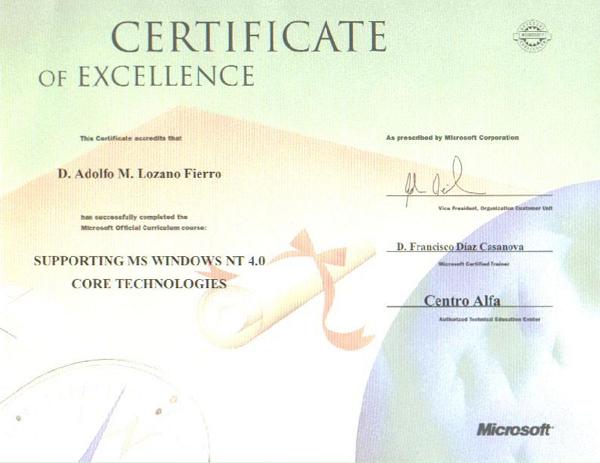 CERTIFICATE
OF EXCELLENCE
This Certificate accredits that
D. Adolfo M. Lozano Fierro
has successfully completed the
Microsoft Official Curriculum course:
SUPPORTING MS WINDOWS NT 4.0
CORE TECHNOLOGIES
As prescribed by Microsoft Corporation
Vice President, Organization Customer Unit
D. Francisco Díaz Casanova
Microsoft Certified Trainer
Centro Alfa
Authorized Technical Education Center
Microsoft